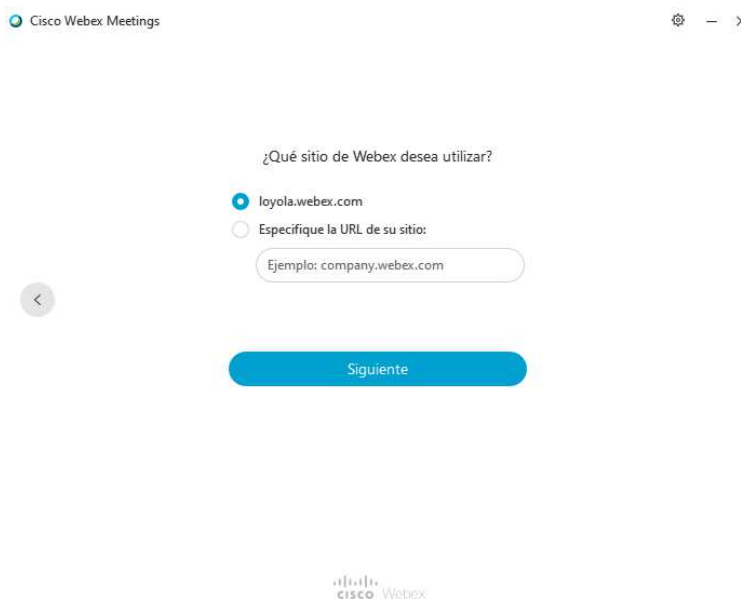 Cisco Webex Meetings
¿Qué sitio de Webex desea utilizar?
loyola.webex.com
Especifique la URL de su sitio:
Ejemplo: company.webex.com
Siguiente
cisco Webex